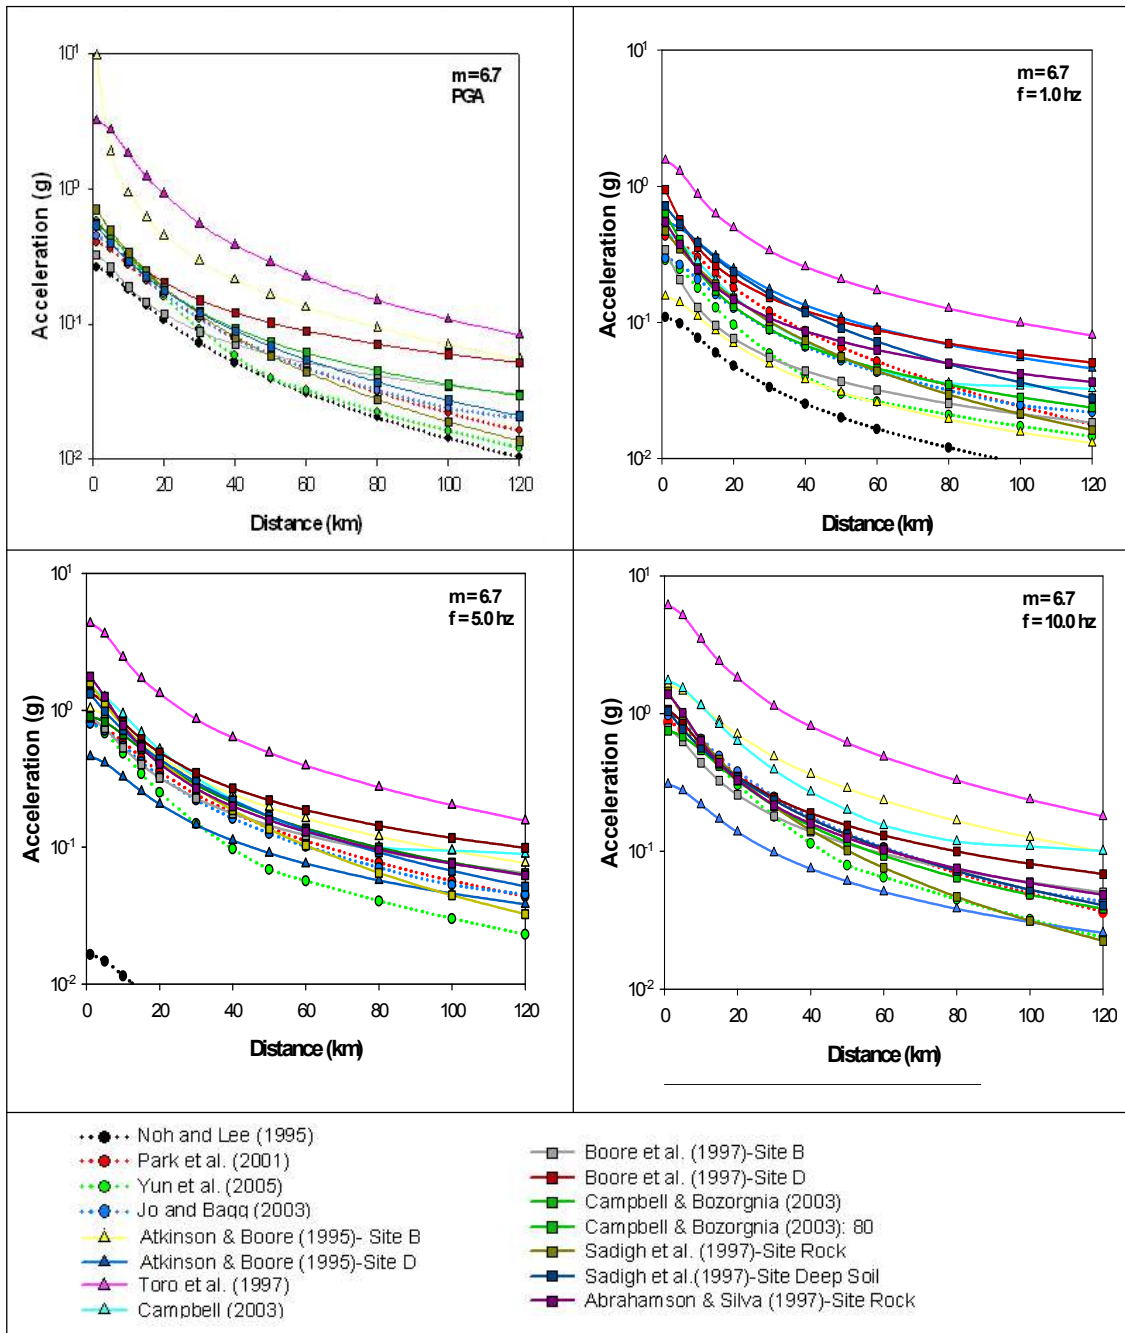 m=6.7
PGA
10¹
10⁰
10⁻¹
10⁻²
Acceleration (g)
0 20 40 60 80 100 120
Distance (km)
m=6.7
f=1.0 hz
10¹
10⁰
10⁻¹
10⁻²
Acceleration (g)
0 20 40 60 80 100 120
Distance (km)
m=6.7
f=5.0 hz
10¹
10⁰
10⁻¹
10⁻²
Acceleration (g)
0 20 40 60 80 100 120
Distance (km)
m=6.7
f=10.0 hz
10¹
10⁰
10⁻¹
10⁻²
Acceleration (g)
0 20 40 60 80 100 120
Distance (km)
Noh and Lee (1995)
Park et al. (2001)
Yun et al. (2005)
Jo and Bagg (2003)
Atkinson & Boore (1995)- Site B
Atkinson & Boore (1995)-Site D
Toro et al. (1997)
Campbell (2003)
Boore et al. (1997)-Site B
Boore et al. (1997)-Site D
Campbell & Bozorgnia (2003)
Campbell & Bozorgnia (2003): 80
Sadigh et al. (1997)-Site Rock
Sadigh et al.(1997)-Site Deep Soil
Abrahamson & Silva (1997)-Site Rock